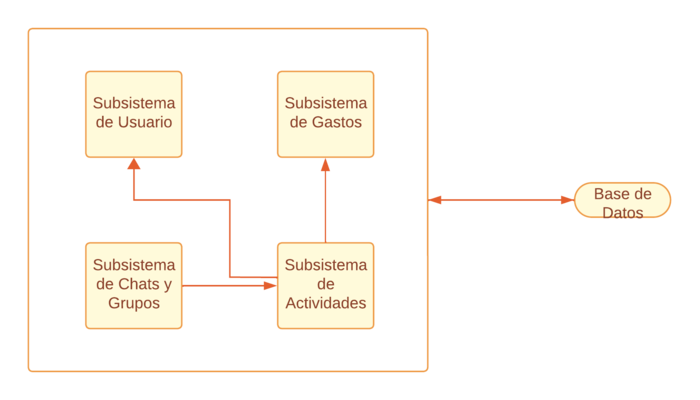 Subsistema
de Usuario
Subsistema
de Gastos
Base de
Datos
Subsistema
de Chats y
Grupos
Subsistema
de
Actividades